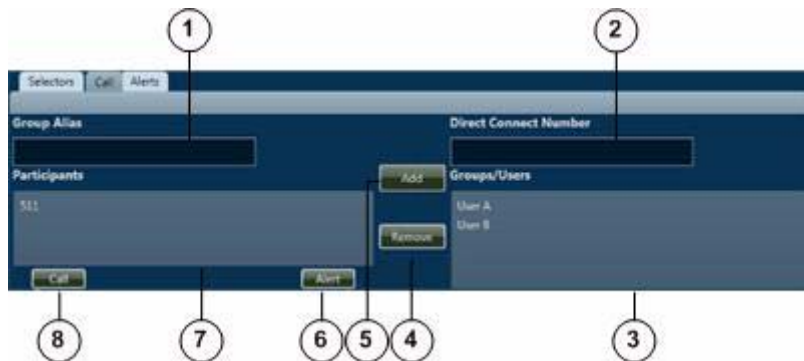 1
2
Selectors Call Alerts
Group Alias
Direct Connect Number
Participants
Add
Groups/Users
511
User A
User B
Remove
Call
Alert
8
7
6
5
4
3